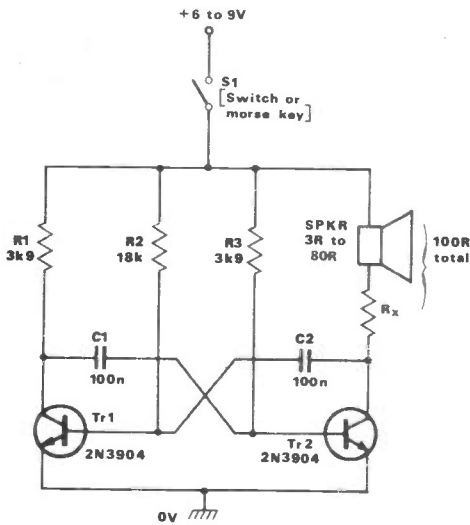 +6 to 9V
S1
[Switch or
morse key]
R1
3k9
R2
18k
R3
3k9
SPKR
3R to
80R
100R
total
Rx
C1
100n
C2
100n
Tr1
2N3904
Tr2
2N3904
0V